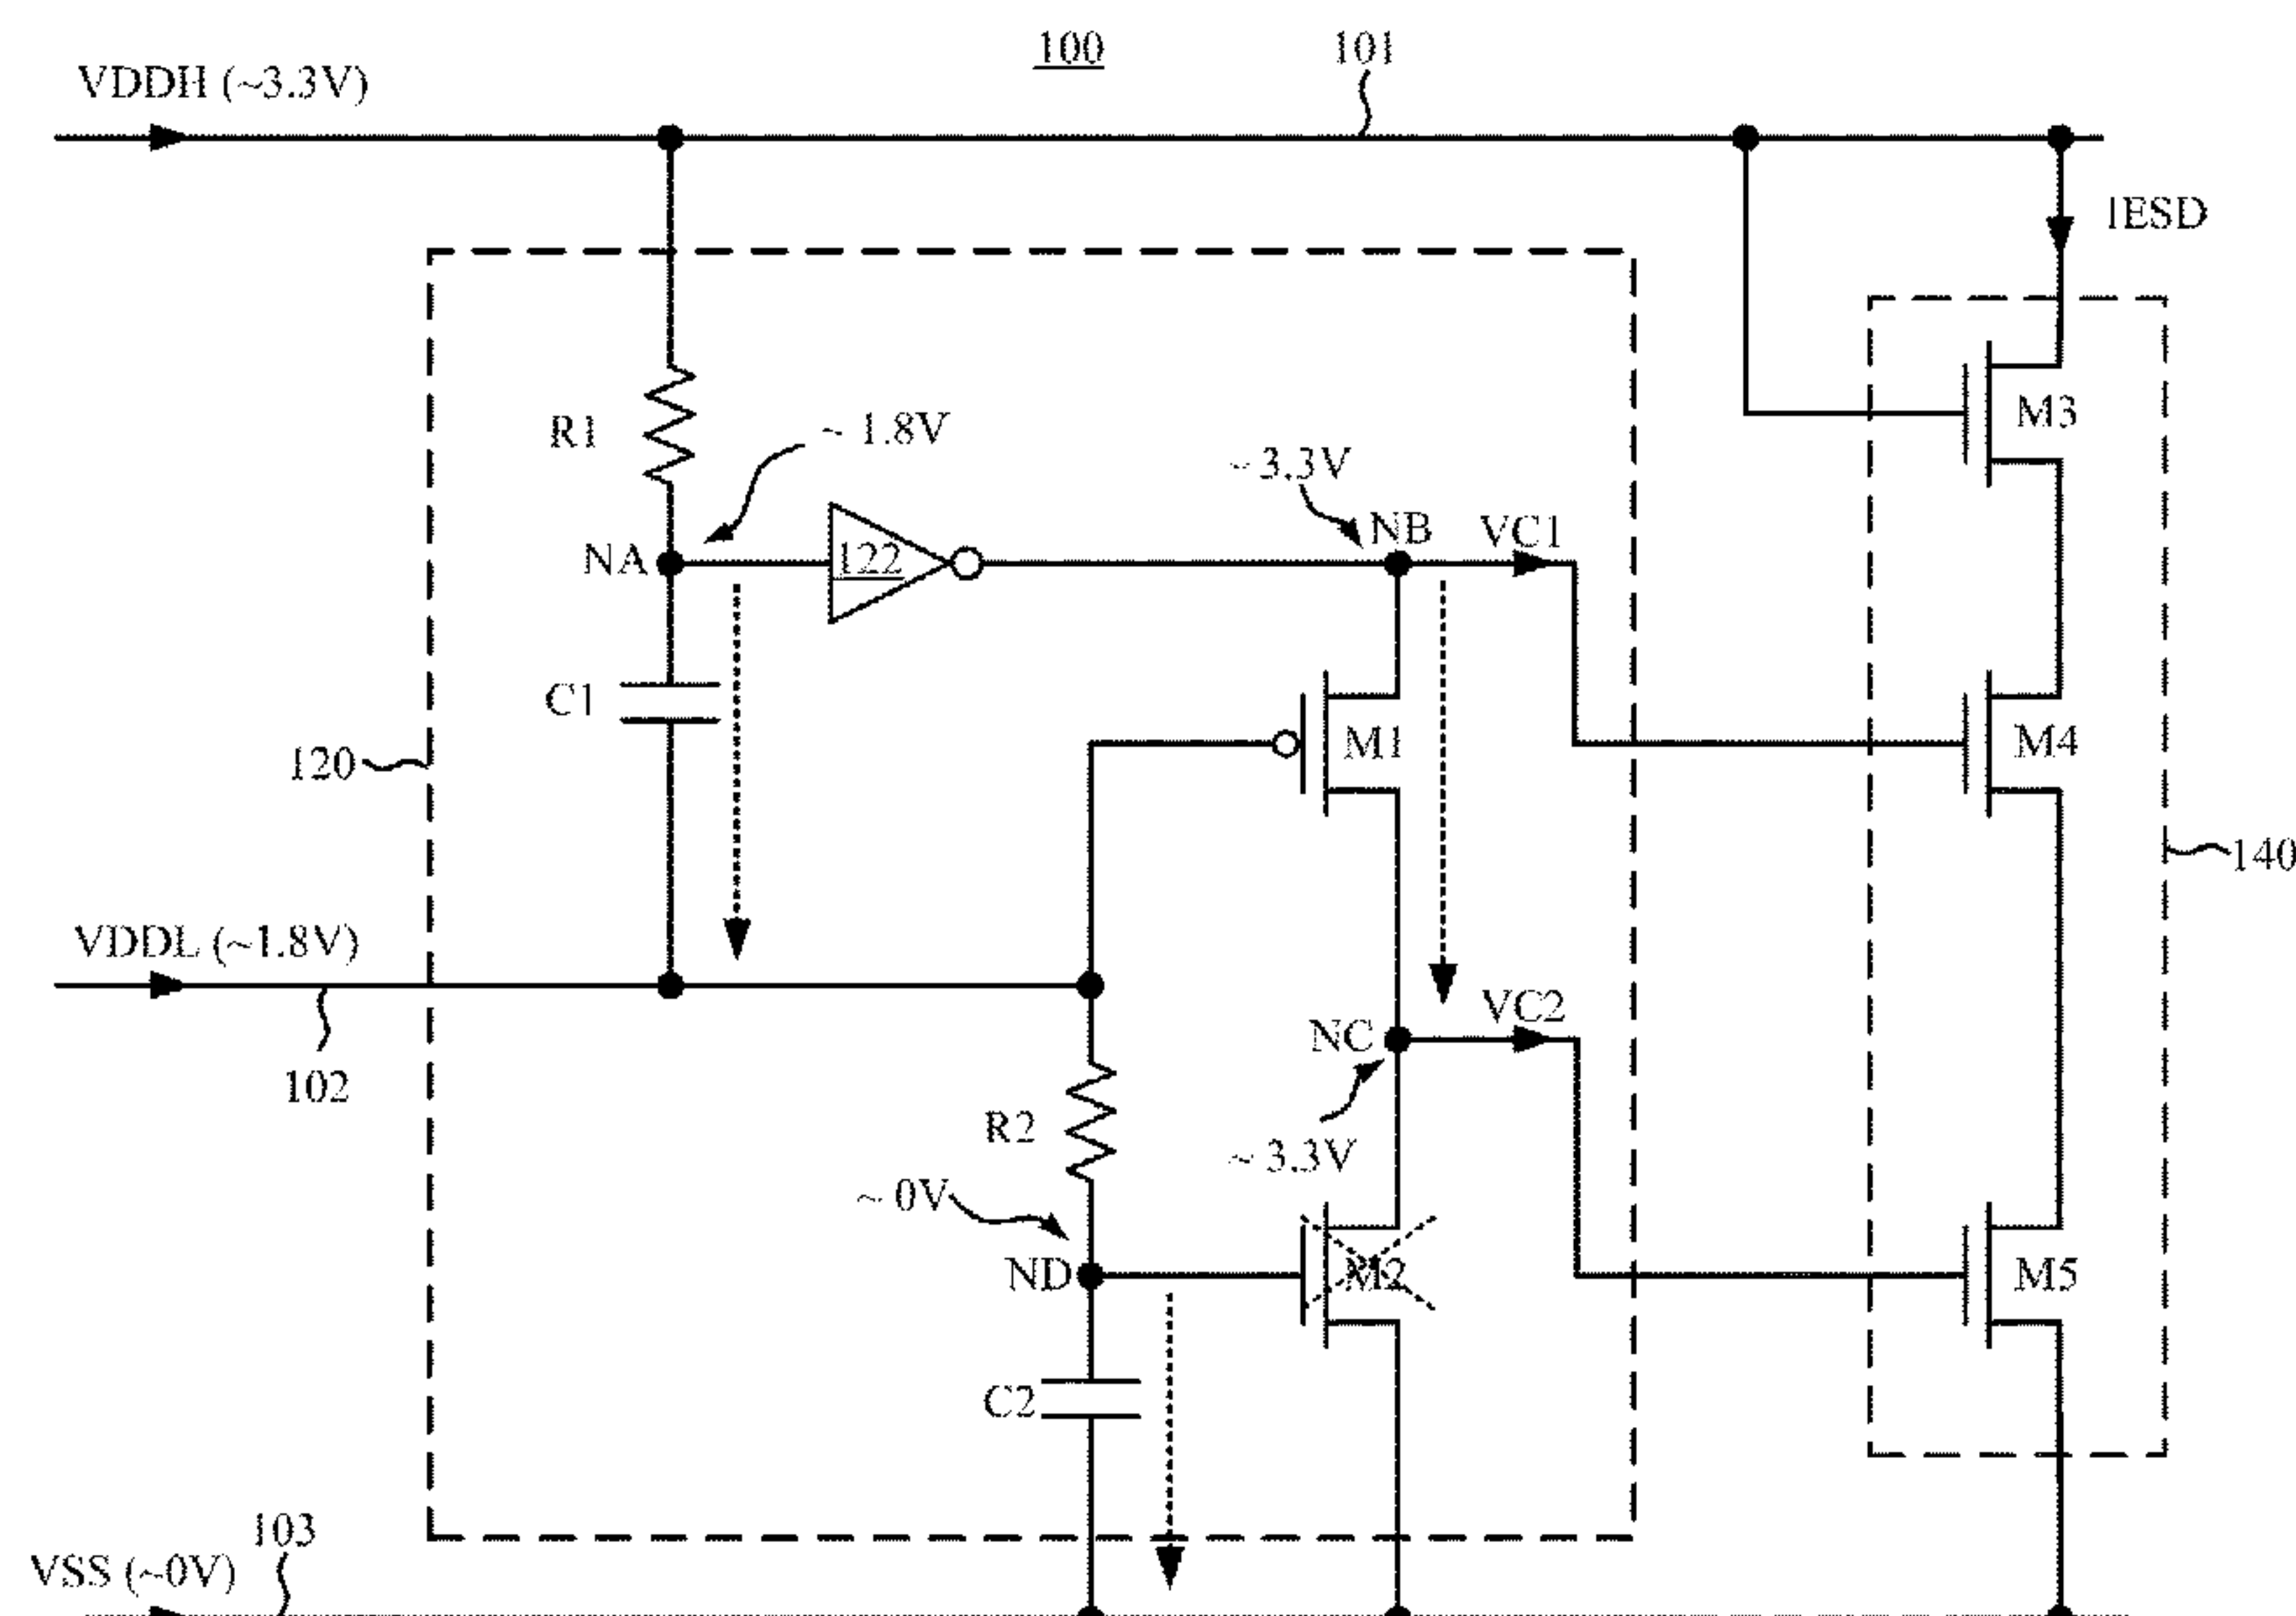 100
101
VDDH (~3.3V)
IESD
R1
~ 1.8V
M3
~ 3.3V
NB
VC1
NA
122
C1
M1
M4
120
140
VDDL (~1.8V)
102
NC
VC2
R2
~ 3.3V
~ 0V
ND
M2
M5
C2
103
VSS (~0V)